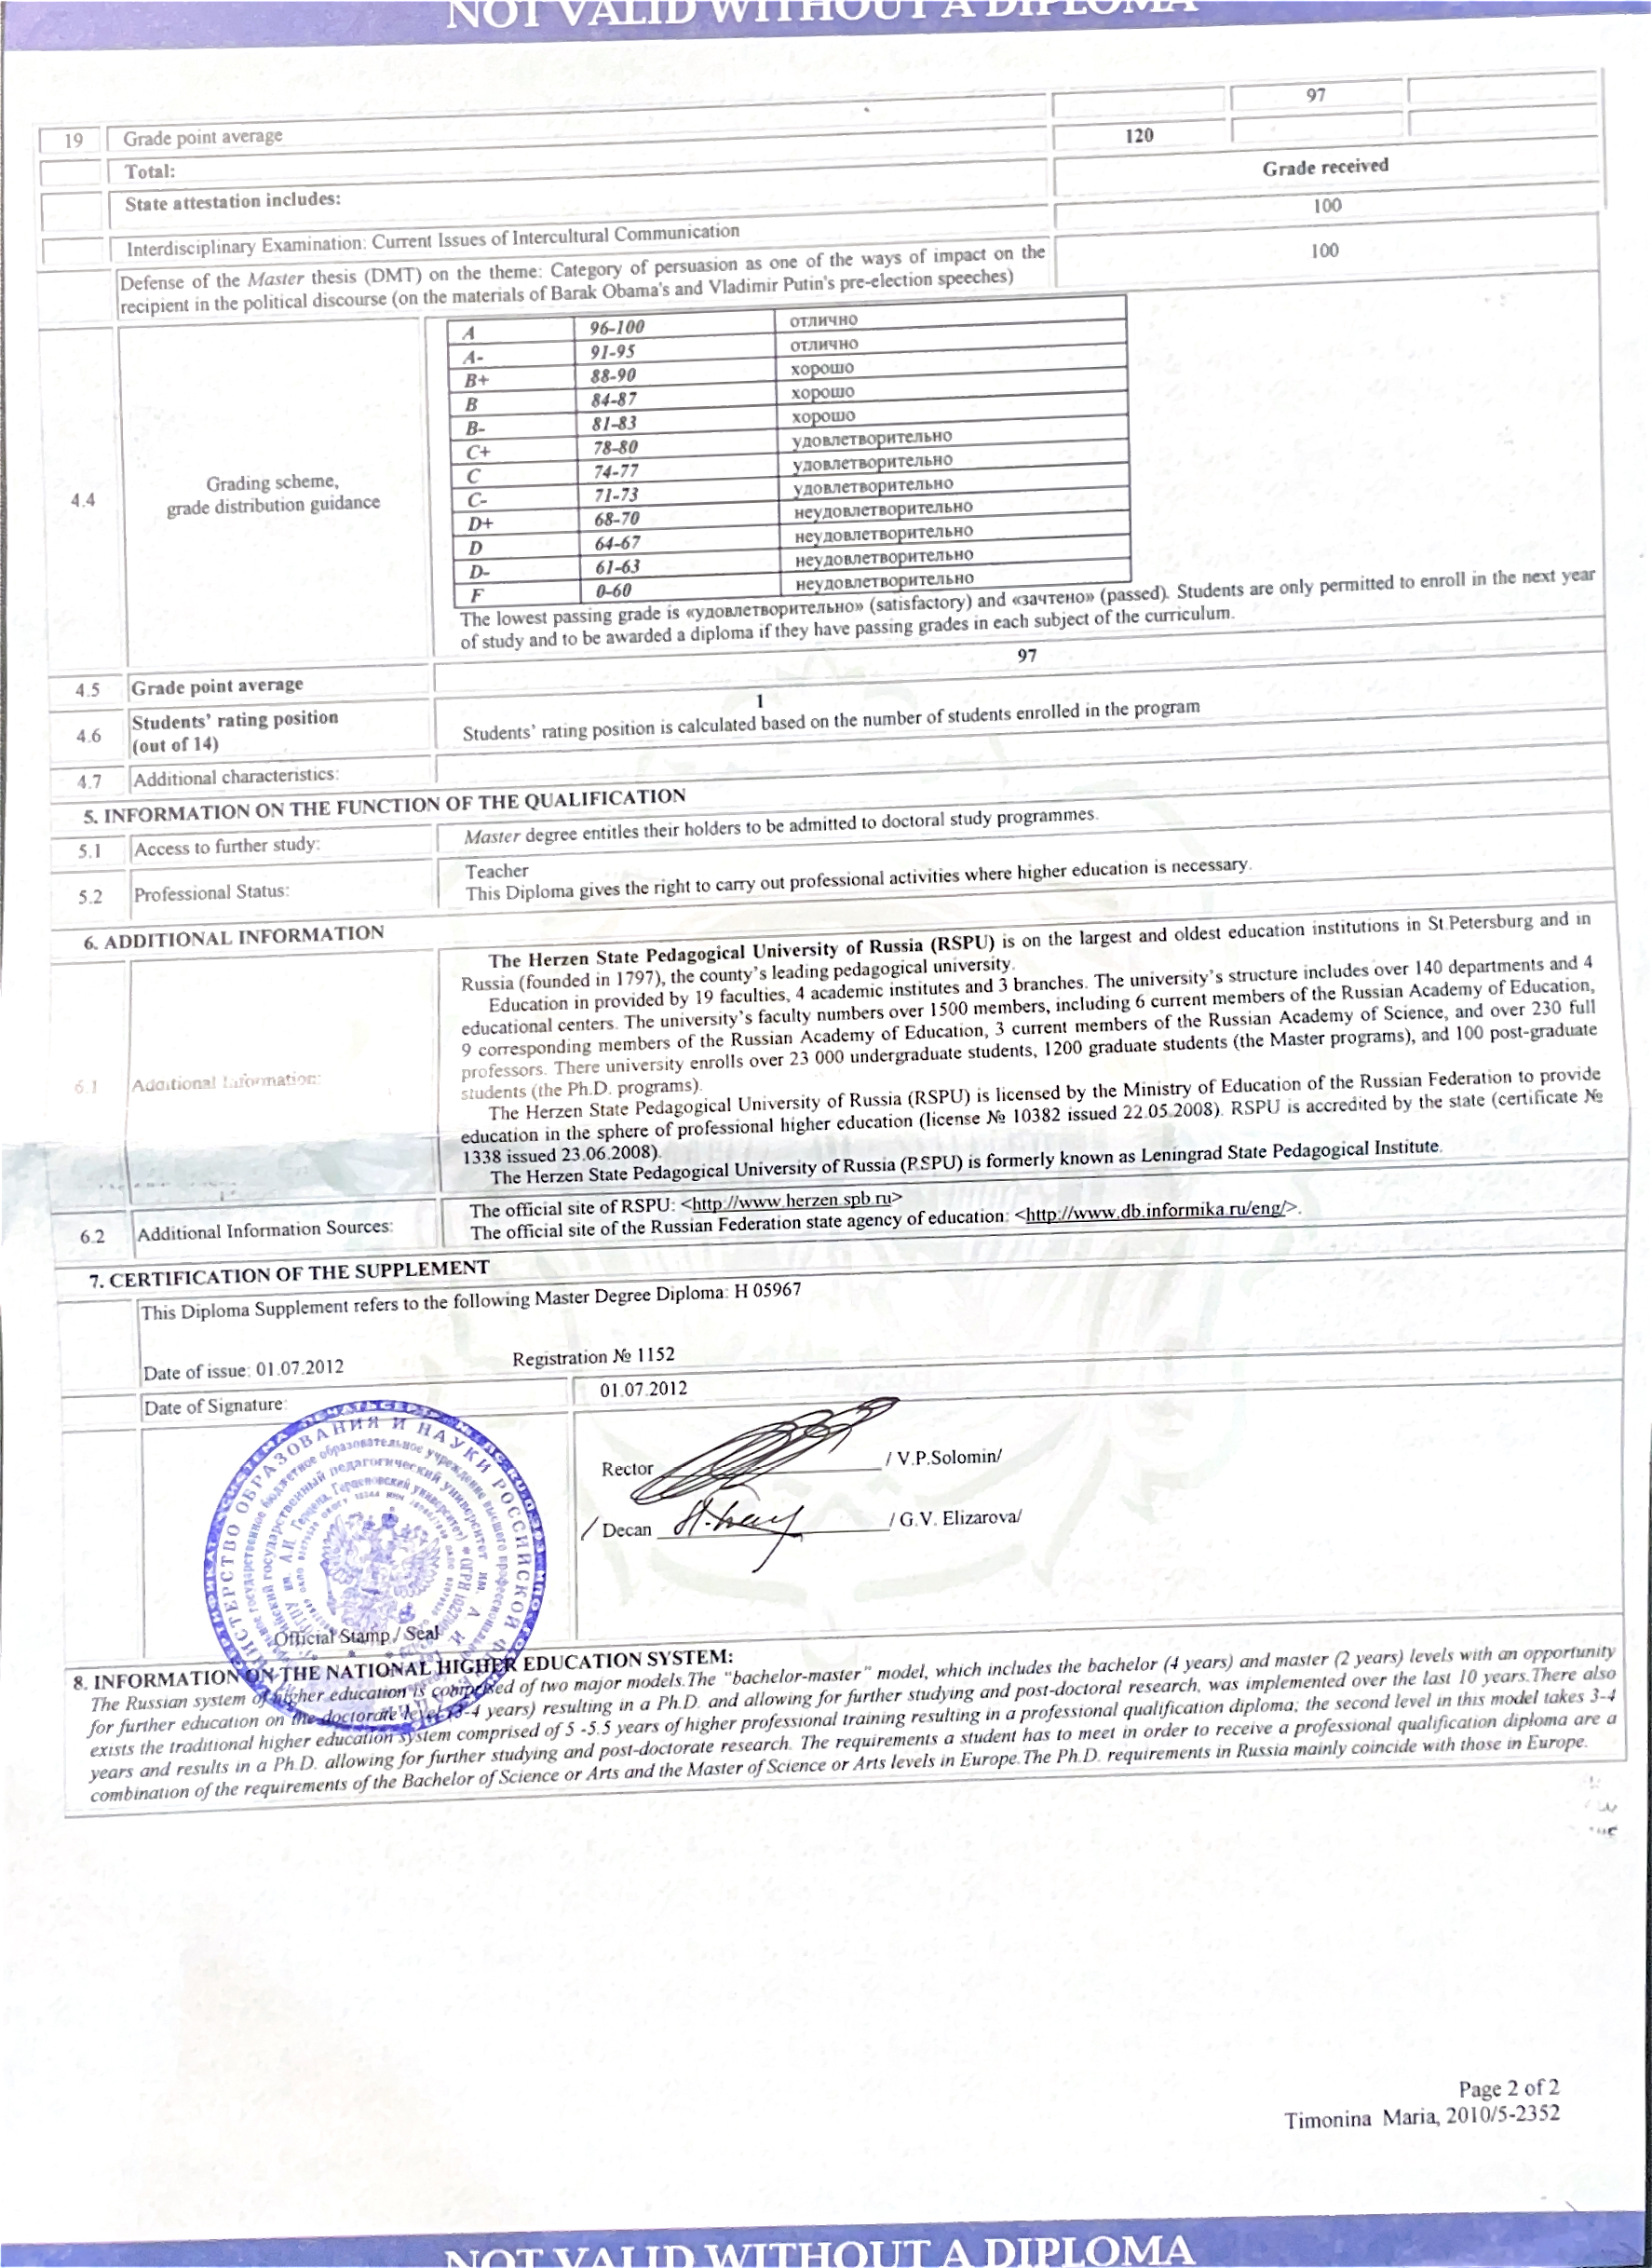 NOT VALID WITHOUT A DIPLOMA
19 Grade point average 97
Total: 120
State attestation includes: Grade received
Interdisciplinary Examination: Current Issues of Intercultural Communication 100
Defense of the Master thesis (DMT) on the theme: Category of persuasion as one of the ways of impact on the 100
recipient in the political discourse (on the materials of Barak Obama's and Vladimir Putin's pre-election speeches)
4.4 Grading scheme,
grade distribution guidance
A 96-100 отлично
A- 91-95 отлично
B+ 88-90 хорошо
B 84-87 хорошо
B- 81-83 хорошо
C+ 78-80 удовлетворительно
C 74-77 удовлетворительно
C- 71-73 удовлетворительно
D+ 68-70 неудовлетворительно
D 64-67 неудовлетворительно
D- 61-63 неудовлетворительно
F 0-60 неудовлетворительно
The lowest passing grade is «удовлетворительно» (satisfactory) and «зачтено» (passed). Students are only permitted to enroll in the next year
of study and to be awarded a diploma if they have passing grades in each subject of the curriculum.
4.5 Grade point average 97
4.6 Students' rating position
(out of 14)
1
Students' rating position is calculated based on the number of students enrolled in the program
4.7 Additional characteristics:
5. INFORMATION ON THE FUNCTION OF THE QUALIFICATION
5.1 Access to further study: Master degree entitles their holders to be admitted to doctoral study programmes.
5.2 Professional Status: Teacher
This Diploma gives the right to carry out professional activities where higher education is necessary.
6. ADDITIONAL INFORMATION
6.1 Additional Information:
The Herzen State Pedagogical University of Russia (RSPU) is on the largest and oldest education institutions in St.Petersburg and in
Russia (founded in 1797), the county's leading pedagogical university.
Education in provided by 19 faculties, 4 academic institutes and 3 branches. The university's structure includes over 140 departments and 4
educational centers. The university's faculty numbers over 1500 members, including 6 current members of the Russian Academy of Education,
9 corresponding members of the Russian Academy of Education, 3 current members of the Russian Academy of Science, and over 230 full
professors. There university enrolls over 23 000 undergraduate students, 1200 graduate students (the Master programs), and 100 post-graduate
students (the Ph.D. programs).
The Herzen State Pedagogical University of Russia (RSPU) is licensed by the Ministry of Education of the Russian Federation to provide
education in the sphere of professional higher education (license № 10382 issued 22.05.2008). RSPU is accredited by the state (certificate №
1338 issued 23.06.2008).
The Herzen State Pedagogical University of Russia (RSPU) is formerly known as Leningrad State Pedagogical Institute.
6.2 Additional Information Sources: The official site of RSPU: <http://www.herzen.spb.ru>
The official site of the Russian Federation state agency of education: <http://www.db.informika.ru/eng/>.
7. CERTIFICATION OF THE SUPPLEMENT
This Diploma Supplement refers to the following Master Degree Diploma: H 05967
Date of issue: 01.07.2012 Registration № 1152
Date of Signature: 01.07.2012
Rector / V.P.Solomin/
/ Decan / G.V. Elizarova/
МИНИСТЕРСТВО ОБРАЗОВАНИЯ И НАУКИ РОССИЙСКОЙ
Official Stamp / Seal
8. INFORMATION ON THE NATIONAL HIGHER EDUCATION SYSTEM:
The Russian system of higher education is comprised of two major models.The "bachelor-master" model, which includes the bachelor (4 years) and master (2 years) levels with an opportunity
for further education on the doctorate level (3-4 years) resulting in a Ph.D. and allowing for further studying and post-doctoral research, was implemented over the last 10 years.There also
exists the traditional higher education system comprised of 5 -5.5 years of higher professional training resulting in a professional qualification diploma; the second level in this model takes 3-4
years and results in a Ph.D. allowing for further studying and post-doctorate research. The requirements a student has to meet in order to receive a professional qualification diploma are a
combination of the requirements of the Bachelor of Science or Arts and the Master of Science or Arts levels in Europe.The Ph.D. requirements in Russia mainly coincide with those in Europe.
Page 2 of 2
Timonina Maria, 2010/5-2352
NOT VALID WITHOUT A DIPLOMA